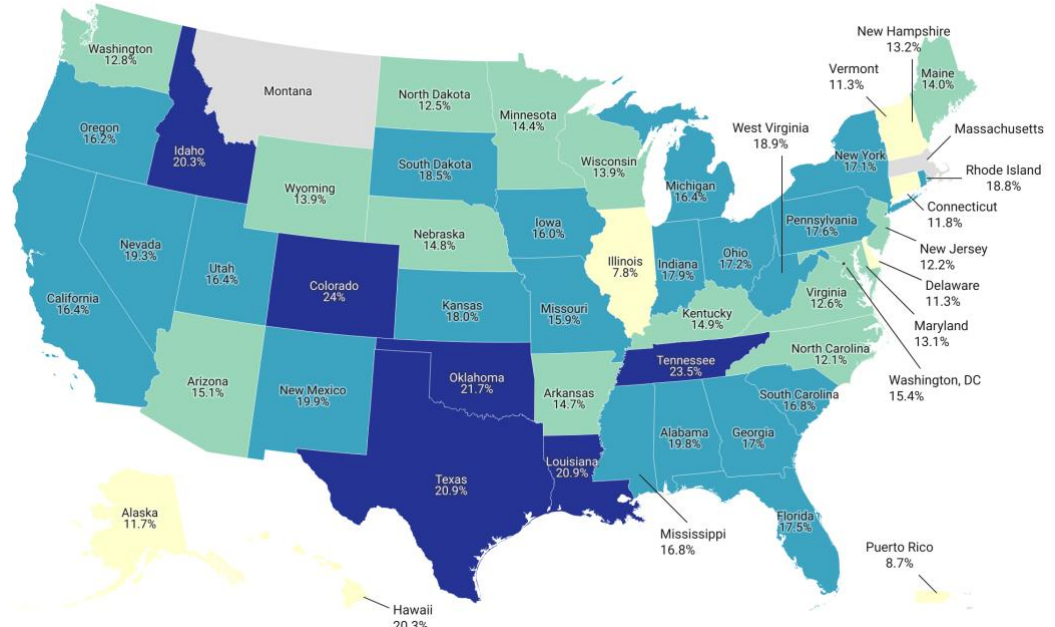 New Hampshire
13.2%
Washington
12.8%
Vermont
11.3%
Maine
14.0%
Montana
North Dakota
12.5%
Minnesota
14.4%
West Virginia
18.9%
Massachusetts
Oregon
16.2%
Idaho
20.3%
South Dakota
18.5%
Wisconsin
13.9%
New York
17.1%
Rhode Island
18.8%
Wyoming
13.9%
Michigan
16.4%
Connecticut
11.8%
Nebraska
14.8%
Iowa
16.0%
Pennsylvania
17.6%
New Jersey
12.2%
Nevada
19.3%
Utah
16.4%
Illinois
7.8%
Indiana
17.9%
Ohio
17.2%
Delaware
11.3%
Colorado
24%
California
16.4%
Kansas
18.0%
Missouri
15.9%
Kentucky
14.9%
Virginia
12.6%
Maryland
13.1%
North Carolina
12.1%
Tennessee
23.5%
Washington, DC
15.4%
Arizona
15.1%
New Mexico
19.9%
Oklahoma
21.7%
Arkansas
14.7%
South Carolina
16.8%
Alabama
19.8%
Georgia
17%
Texas
20.9%
Louisiana
20.9%
Alaska
11.7%
Florida
17.5%
Mississippi
16.8%
Puerto Rico
8.7%
Hawaii
20.3%